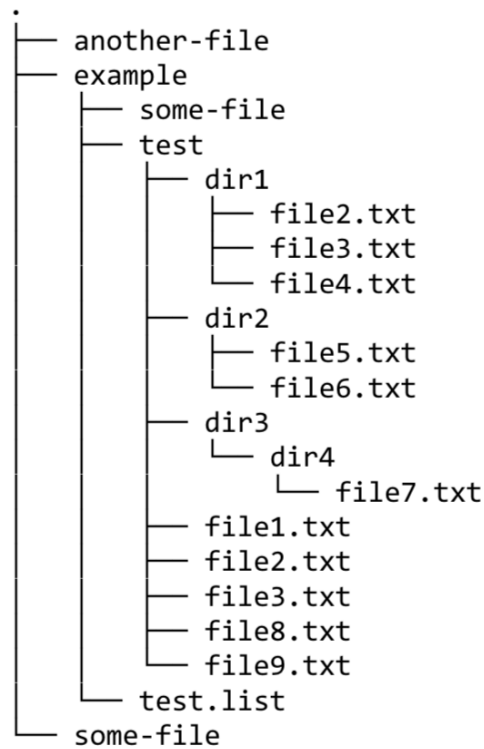 .
├── another-file
├── example
│   ├── some-file
│   ├── test
│   │   ├── dir1
│   │   │   ├── file2.txt
│   │   │   ├── file3.txt
│   │   │   └── file4.txt
│   │   ├── dir2
│   │   │   ├── file5.txt
│   │   │   └── file6.txt
│   │   ├── dir3
│   │   │   └── dir4
│   │   │       └── file7.txt
│   │   ├── file1.txt
│   │   ├── file2.txt
│   │   ├── file3.txt
│   │   ├── file8.txt
│   │   └── file9.txt
│   └── test.list
└── some-file